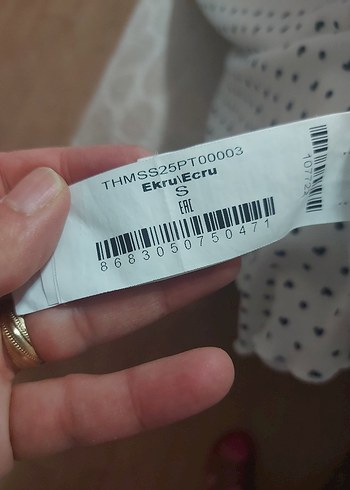 THMSS25PT00003
Ekru\Ecru
S
EAC
8683050750471